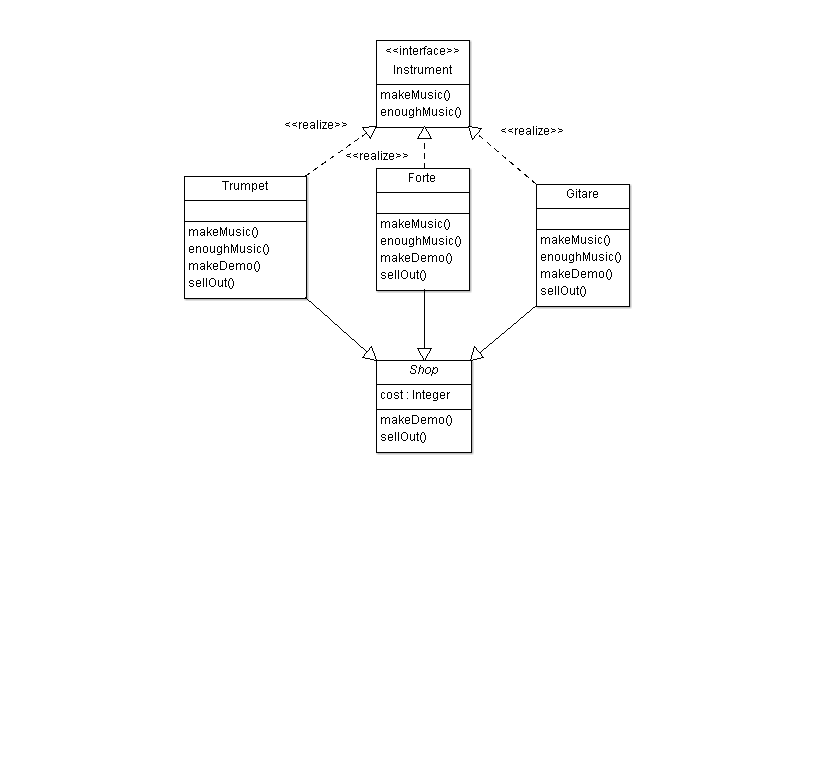 <<interface>>
Instrument
makeMusic()
enoughMusic()
<<realize>>
<<realize>>
<<realize>>
Trumpet
makeMusic()
enoughMusic()
makeDemo()
sellOut()
Forte
makeMusic()
enoughMusic()
makeDemo()
sellOut()
Gitare
makeMusic()
enoughMusic()
makeDemo()
sellOut()
Shop
cost : Integer
makeDemo()
sellOut()